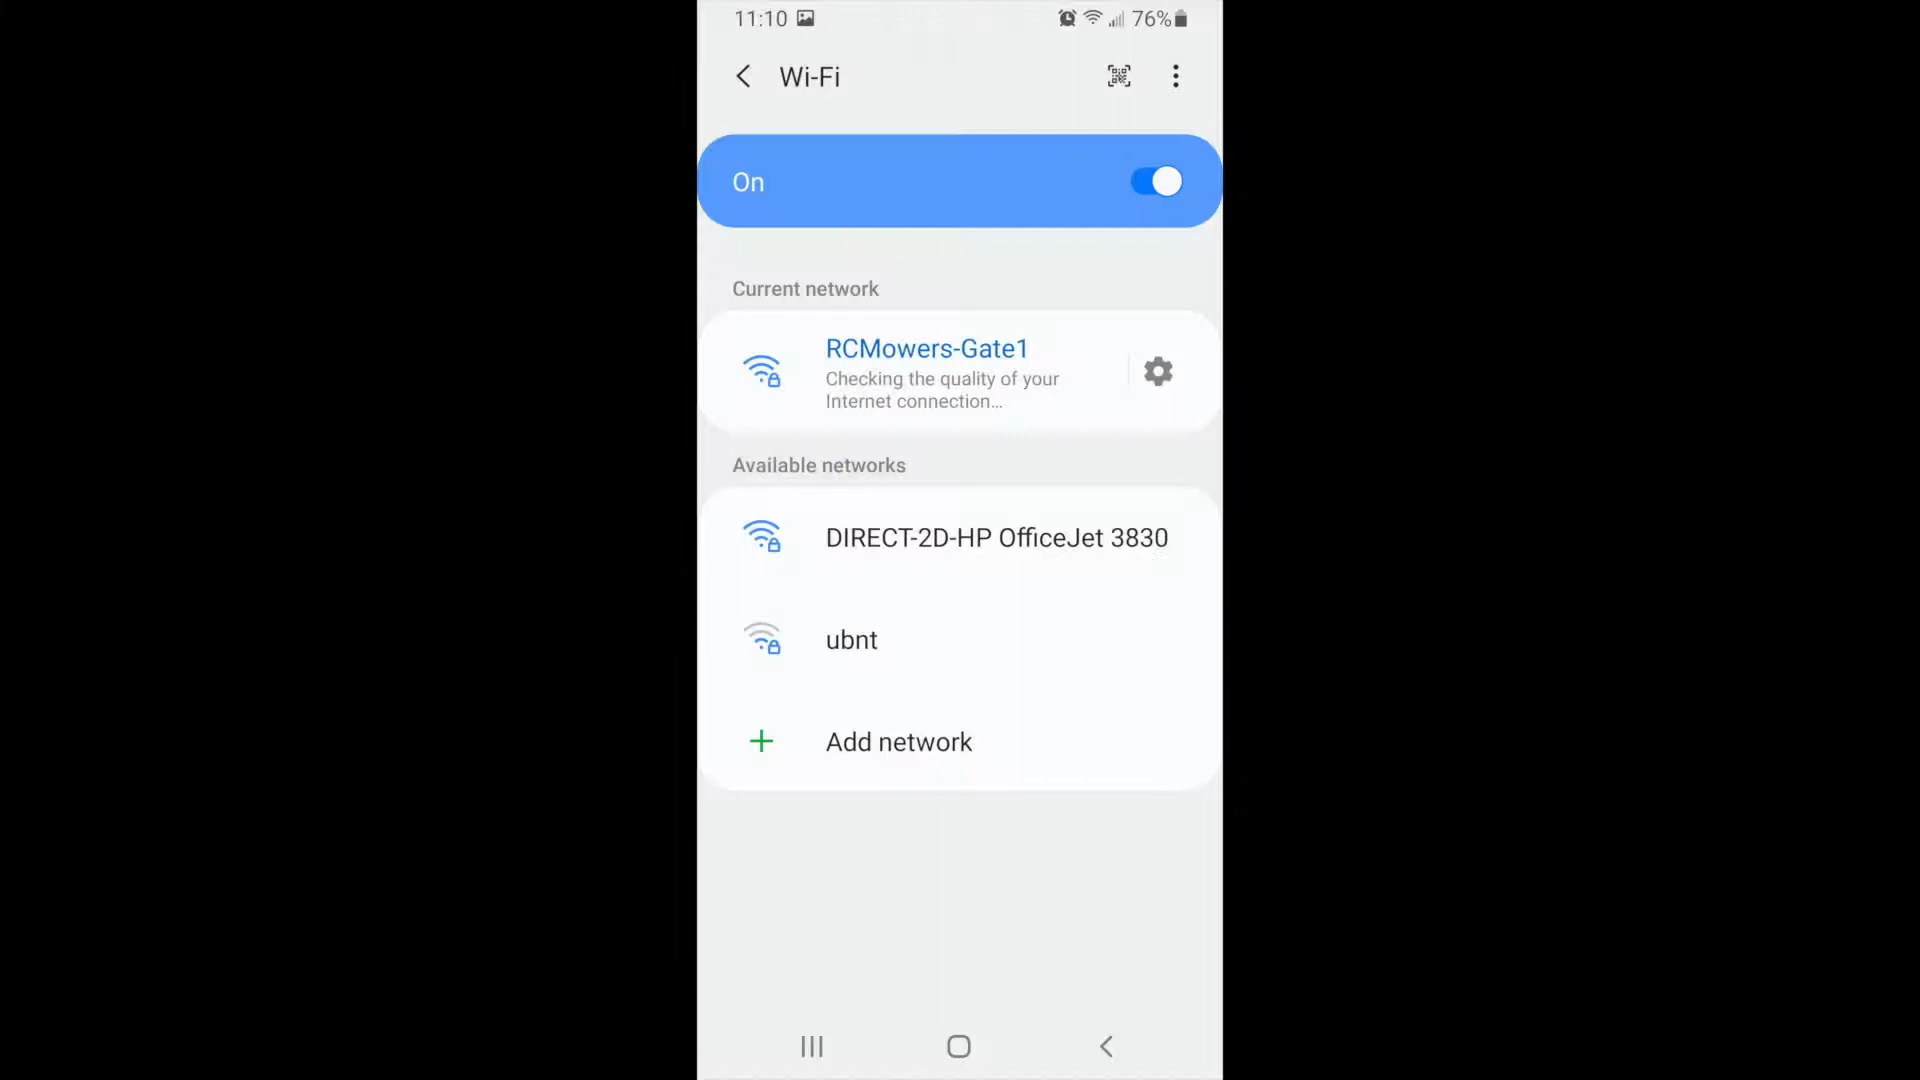 11:10 76%
Wi-Fi
On
Current network
RCMowers-Gate1
Checking the quality of your
Internet connection...
Available networks
DIRECT-2D-HP OfficeJet 3830
ubnt
Add network